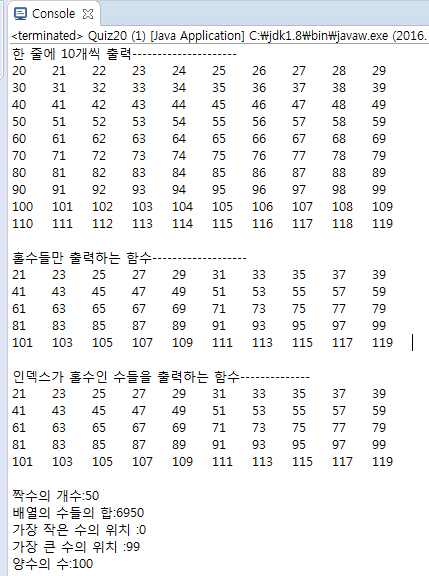 Console
<terminated> Quiz20 (1) [Java Application] C:\jdk1.8\bin\javaw.exe (2016.
한 줄에 10개씩 출력---------------------
20 21 22 23 24 25 26 27 28 29
30 31 32 33 34 35 36 37 38 39
40 41 42 43 44 45 46 47 48 49
50 51 52 53 54 55 56 57 58 59
60 61 62 63 64 65 66 67 68 69
70 71 72 73 74 75 76 77 78 79
80 81 82 83 84 85 86 87 88 89
90 91 92 93 94 95 96 97 98 99
100 101 102 103 104 105 106 107 108 109
110 111 112 113 114 115 116 117 118 119
홀수들만 출력하는 함수-------------------
21 23 25 27 29 31 33 35 37 39
41 43 45 47 49 51 53 55 57 59
61 63 65 67 69 71 73 75 77 79
81 83 85 87 89 91 93 95 97 99
101 103 105 107 109 111 113 115 117 119
인덱스가 홀수인 수들을 출력하는 함수--------------
21 23 25 27 29 31 33 35 37 39
41 43 45 47 49 51 53 55 57 59
61 63 65 67 69 71 73 75 77 79
81 83 85 87 89 91 93 95 97 99
101 103 105 107 109 111 113 115 117 119
짝수의 개수:50
배열의 수들의 합:6950
가장 작은 수의 위치 :0
가장 큰 수의 위치 :99
양수의 수:100